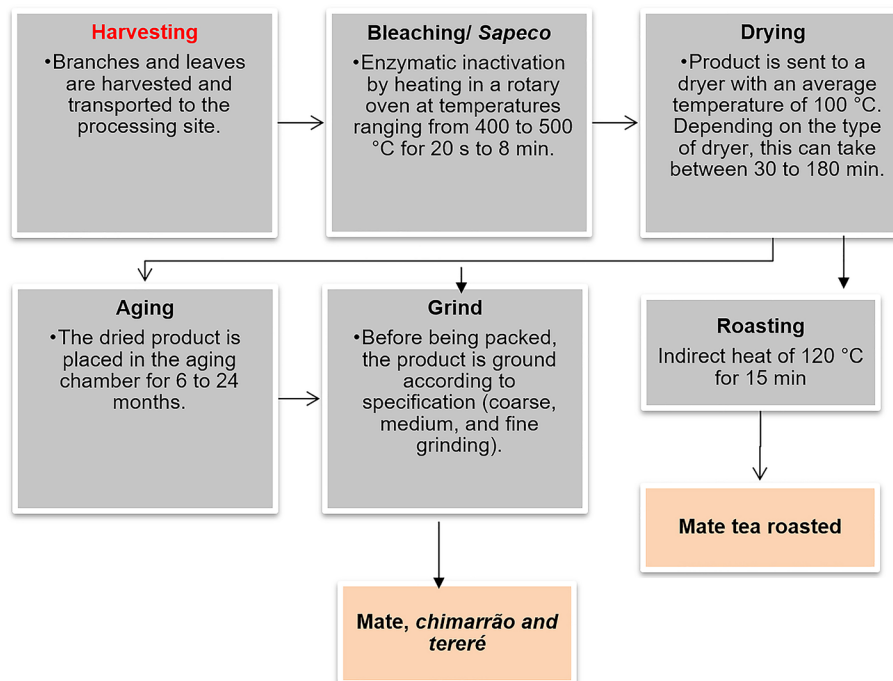 Harvesting
•Branches and leaves
are harvested and
transported to the
processing site.
Bleaching/ Sapeco
•Enzymatic inactivation
by heating in a rotary
oven at temperatures
ranging from 400 to 500
°C for 20 s to 8 min.
Drying
•Product is sent to a
dryer with an average
temperature of 100 °C.
Depending on the type
of dryer, this can take
between 30 to 180 min.
Aging
•The dried product is
placed in the aging
chamber for 6 to 24
months.
Grind
•Before being packed,
the product is ground
according to
specification (coarse,
medium, and fine
grinding).
Roasting
Indirect heat of 120 °C
for 15 min
Mate tea roasted
Mate, chimarrão and
tereré